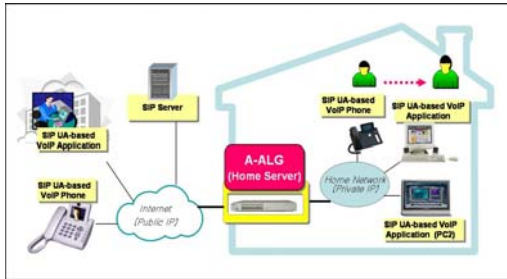 SIP Server
SIP UA-based
VoIP Application
SIP UA-based
VoIP Phone
Internet
(Public IP)
A-ALG
(Home Server)
SIP UA-based
VoIP Phone
SIP UA-based VoIP
Application
Home Network
(Private IP)
SIP UA-based VoIP
Application (PC2)